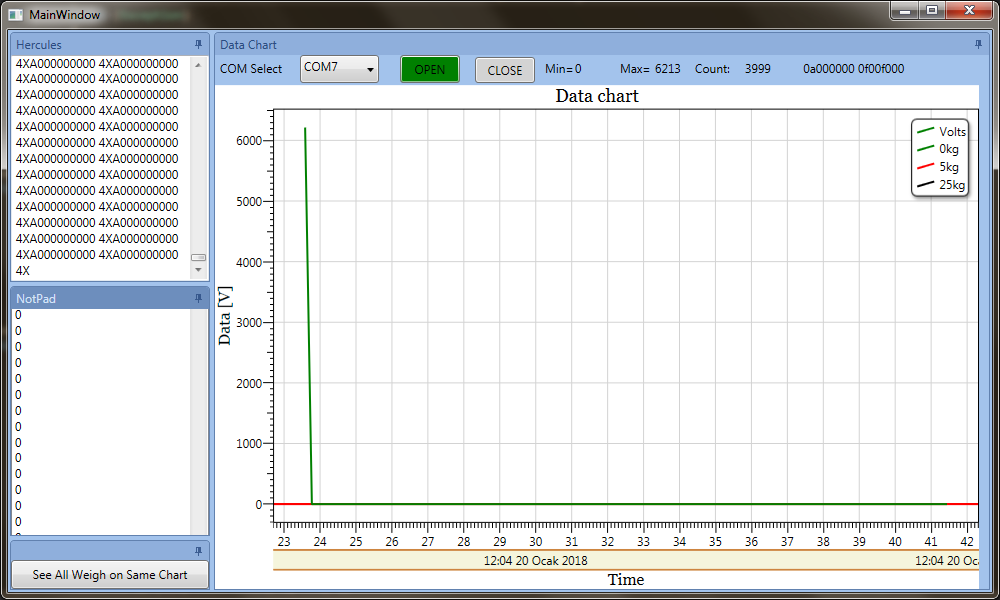 MainWindow
Hercules
4XA000000000 4XA000000000
4XA000000000 4XA000000000
4XA000000000 4XA000000000
4XA000000000 4XA000000000
4XA000000000 4XA000000000
4XA000000000 4XA000000000
4XA000000000 4XA000000000
4XA000000000 4XA000000000
4XA000000000 4XA000000000
4XA000000000 4XA000000000
4XA000000000 4XA000000000
4XA000000000 4XA000000000
4XA000000000 4XA000000000
4X
NotPad
0
0
0
0
0
0
0
0
0
0
0
0
0
0
See All Weigh on Same Chart
Data Chart
COM Select COM7 OPEN CLOSE Min= 0 Max= 6213 Count: 3999 0a000000 0f00f000
Data chart
Volts
0kg
5kg
25kg
Data [V]
6000
5000
4000
3000
2000
1000
0
23 24 25 26 27 28 29 30 31 32 33 34 35 36 37 38 39 40 41 42
12:04 20 Ocak 2018 12:04 20 Oca
Time